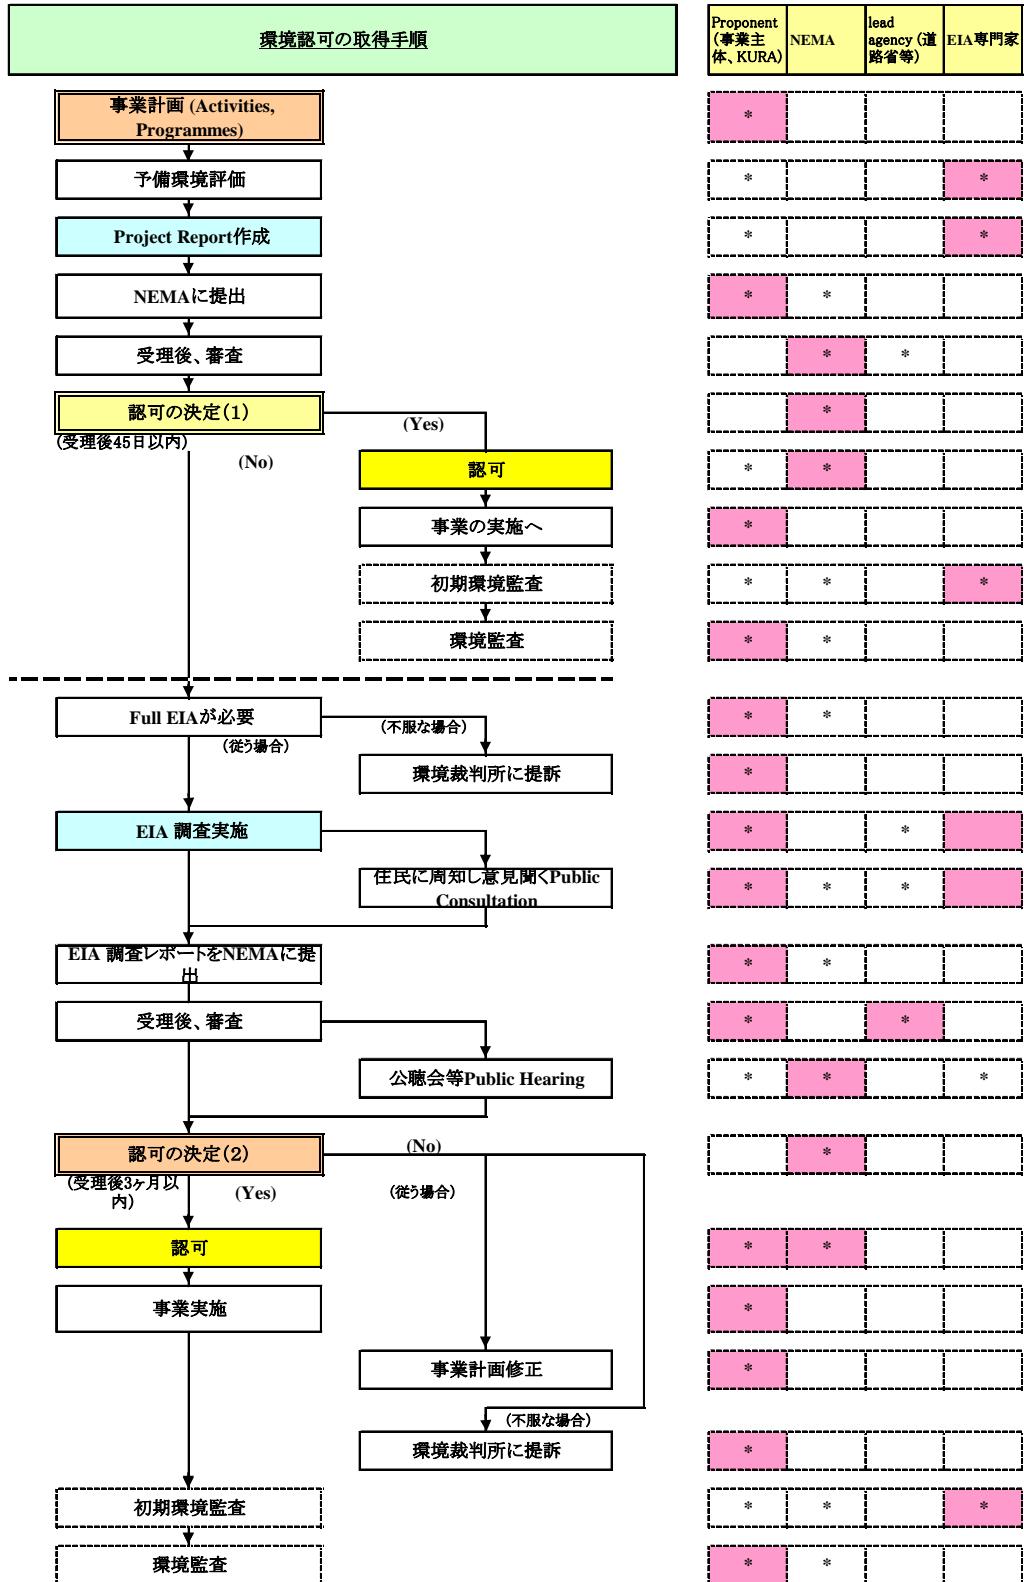 環境認可の取得手順
Proponent
(事業主
体、KURA)
NEMA
lead
agency (道
路省等)
EIA専門家
事業計画 (Activities,
Programmes)
*
予備環境評価
* *
Project Report作成
* *
NEMAに提出
* *
受理後、審査
* *
認可の決定(1)
*
(受理後45日以内)
(Yes)
(No)
認可
* *
事業の実施へ
*
初期環境監査
* * *
環境監査
* *
Full EIAが必要
* *
(従う場合)
(不服な場合)
環境裁判所に提訴
*
EIA 調査実施
* *
住民に周知し意見聞くPublic
Consultation
* * *
EIA 調査レポートをNEMAに提
出
* *
受理後、審査
* *
公聴会等Public Hearing
* * *
認可の決定(2)
*
(受理後3ヶ月以
内)
(Yes)
(No)
(従う場合)
認可
* *
事業実施
*
事業計画修正
*
(不服な場合)
環境裁判所に提訴
*
初期環境監査
* * *
環境監査
* *